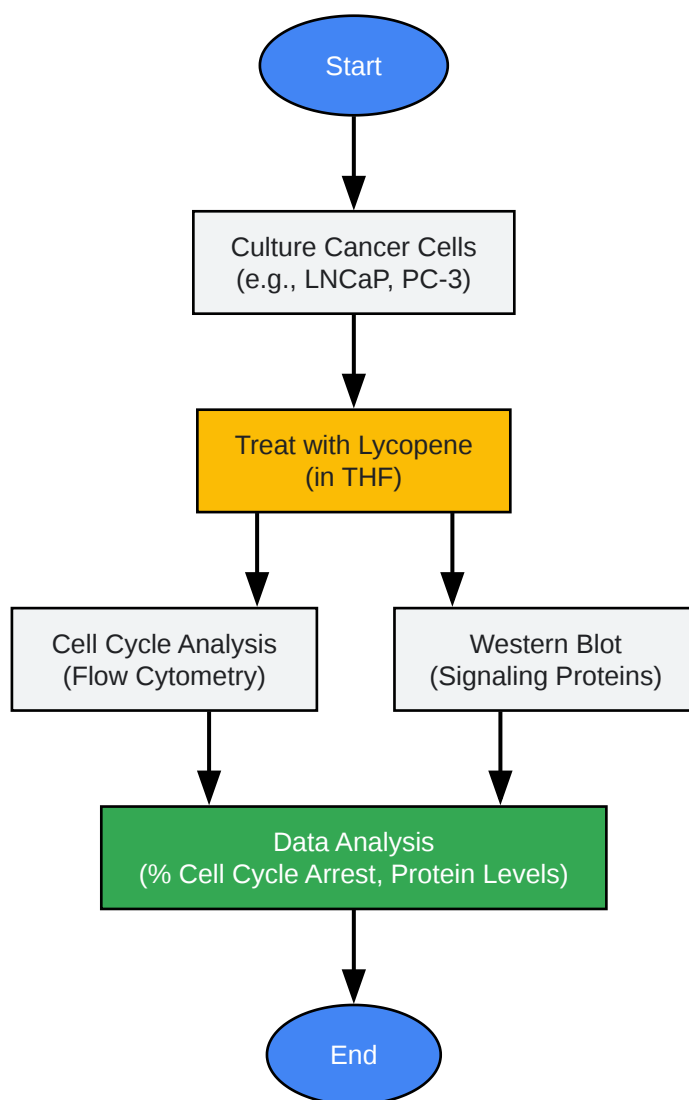 Start
Culture Cancer Cells
(e.g., LNCaP, PC-3)
Treat with Lycopene
(in THF)
Cell Cycle Analysis
(Flow Cytometry)
Western Blot
(Signaling Proteins)
Data Analysis
(% Cell Cycle Arrest, Protein Levels)
End